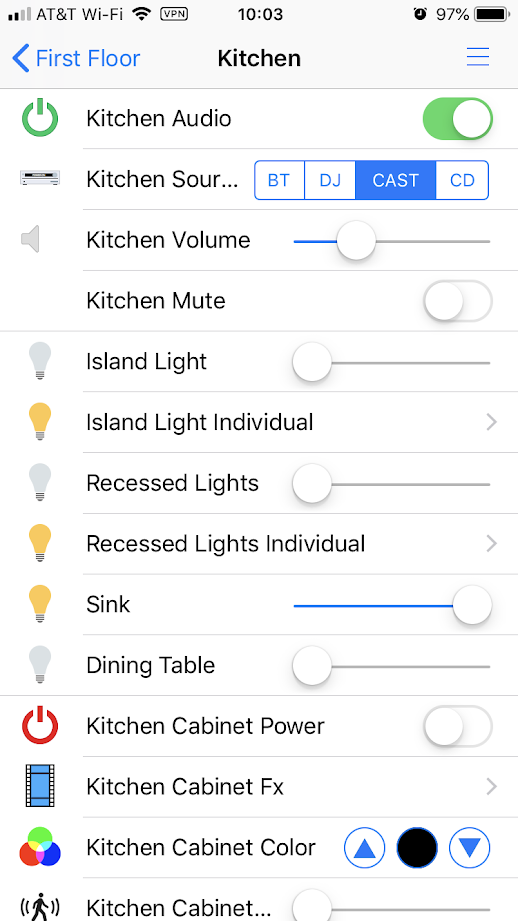 AT&T Wi-Fi VPN 10:03 97%
First Floor Kitchen
Kitchen Audio
Kitchen Sour... BT DJ CAST CD
Kitchen Volume
Kitchen Mute
Island Light
Island Light Individual
Recessed Lights
Recessed Lights Individual
Sink
Dining Table
Kitchen Cabinet Power
Kitchen Cabinet Fx
Kitchen Cabinet Color
Kitchen Cabinet...